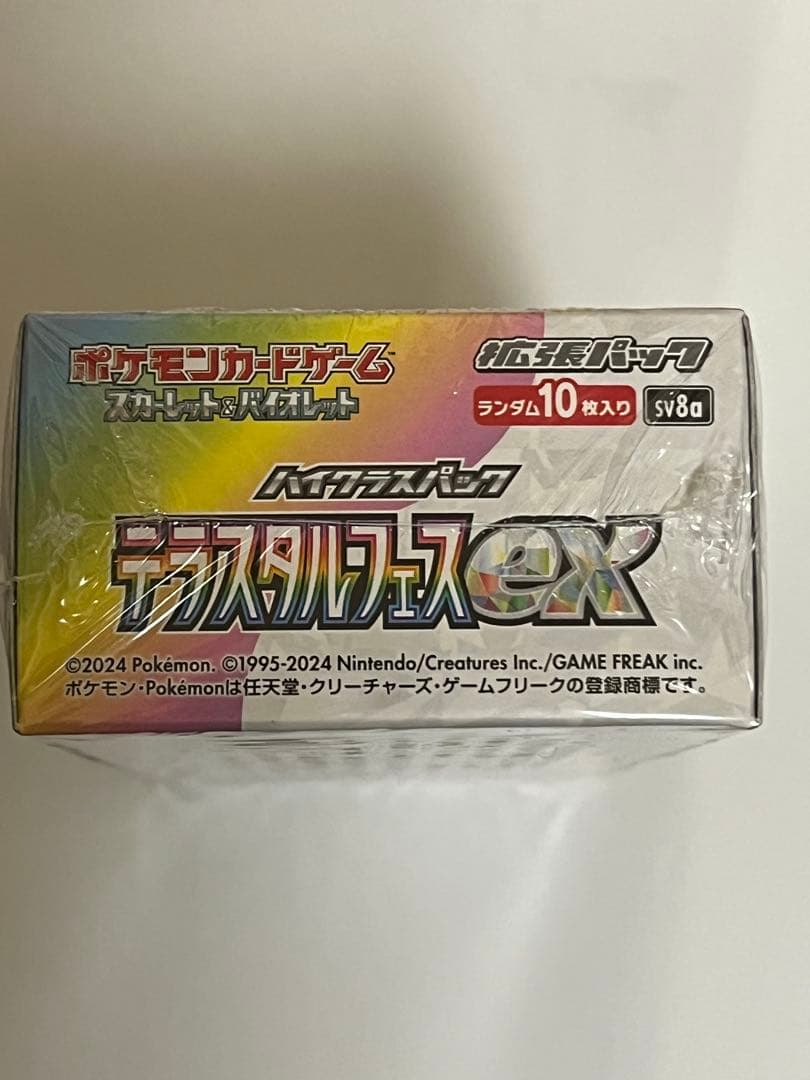 ポケモンカードゲーム™
スカーレット&バイオレット
拡張パック
ランダム10枚入り
SV8a
ハイクラスパック
テラスタルフェスex
©2024 Pokémon. ©1995-2024 Nintendo/Creatures Inc./GAME FREAK inc.
ポケモン・Pokémonは任天堂・クリーチャーズ・ゲームフリークの登録商標です。